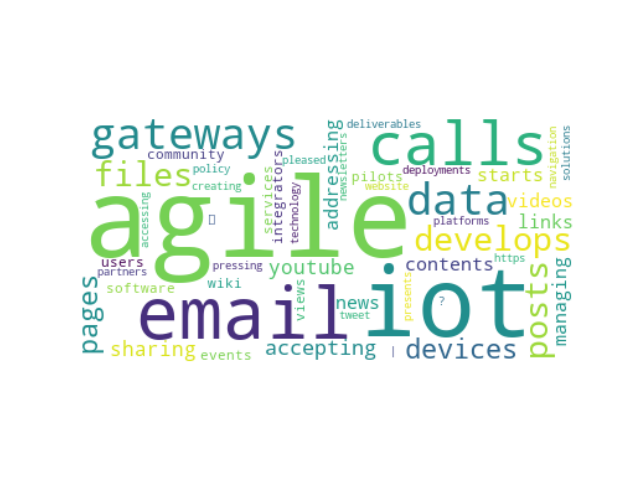 deliverables
gateways
calls
community
policy
pleased
creating
files
addressing
newsletters
navigation
solutions
deployments
pilots
starts
website
agile
accessing
services
integrators
technology
data
videos
links
platforms
develops
users
partners
pressing
youtube
contents
https
software
wiki
views
email
iot
news
tweet
presents
?
posts
managing
pages
sharing
events
accepting
|
devices